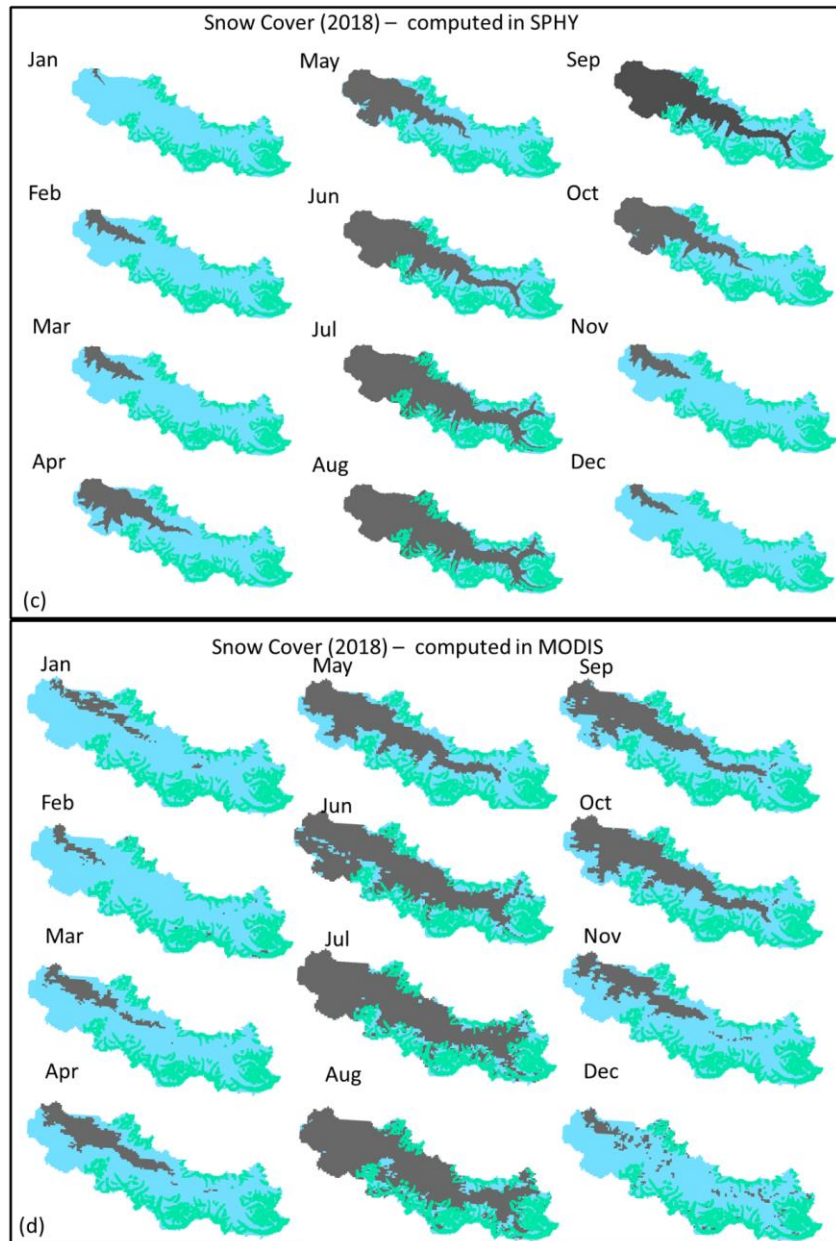 Snow Cover (2018) – computed in SPHY
Jan
May
Sep
Feb
Jun
Oct
Mar
Jul
Nov
Apr
Aug
Dec
(c)
Snow Cover (2018) – computed in MODIS
Jan
May
Sep
Feb
Jun
Oct
Mar
Jul
Nov
Apr
Aug
Dec
(d)